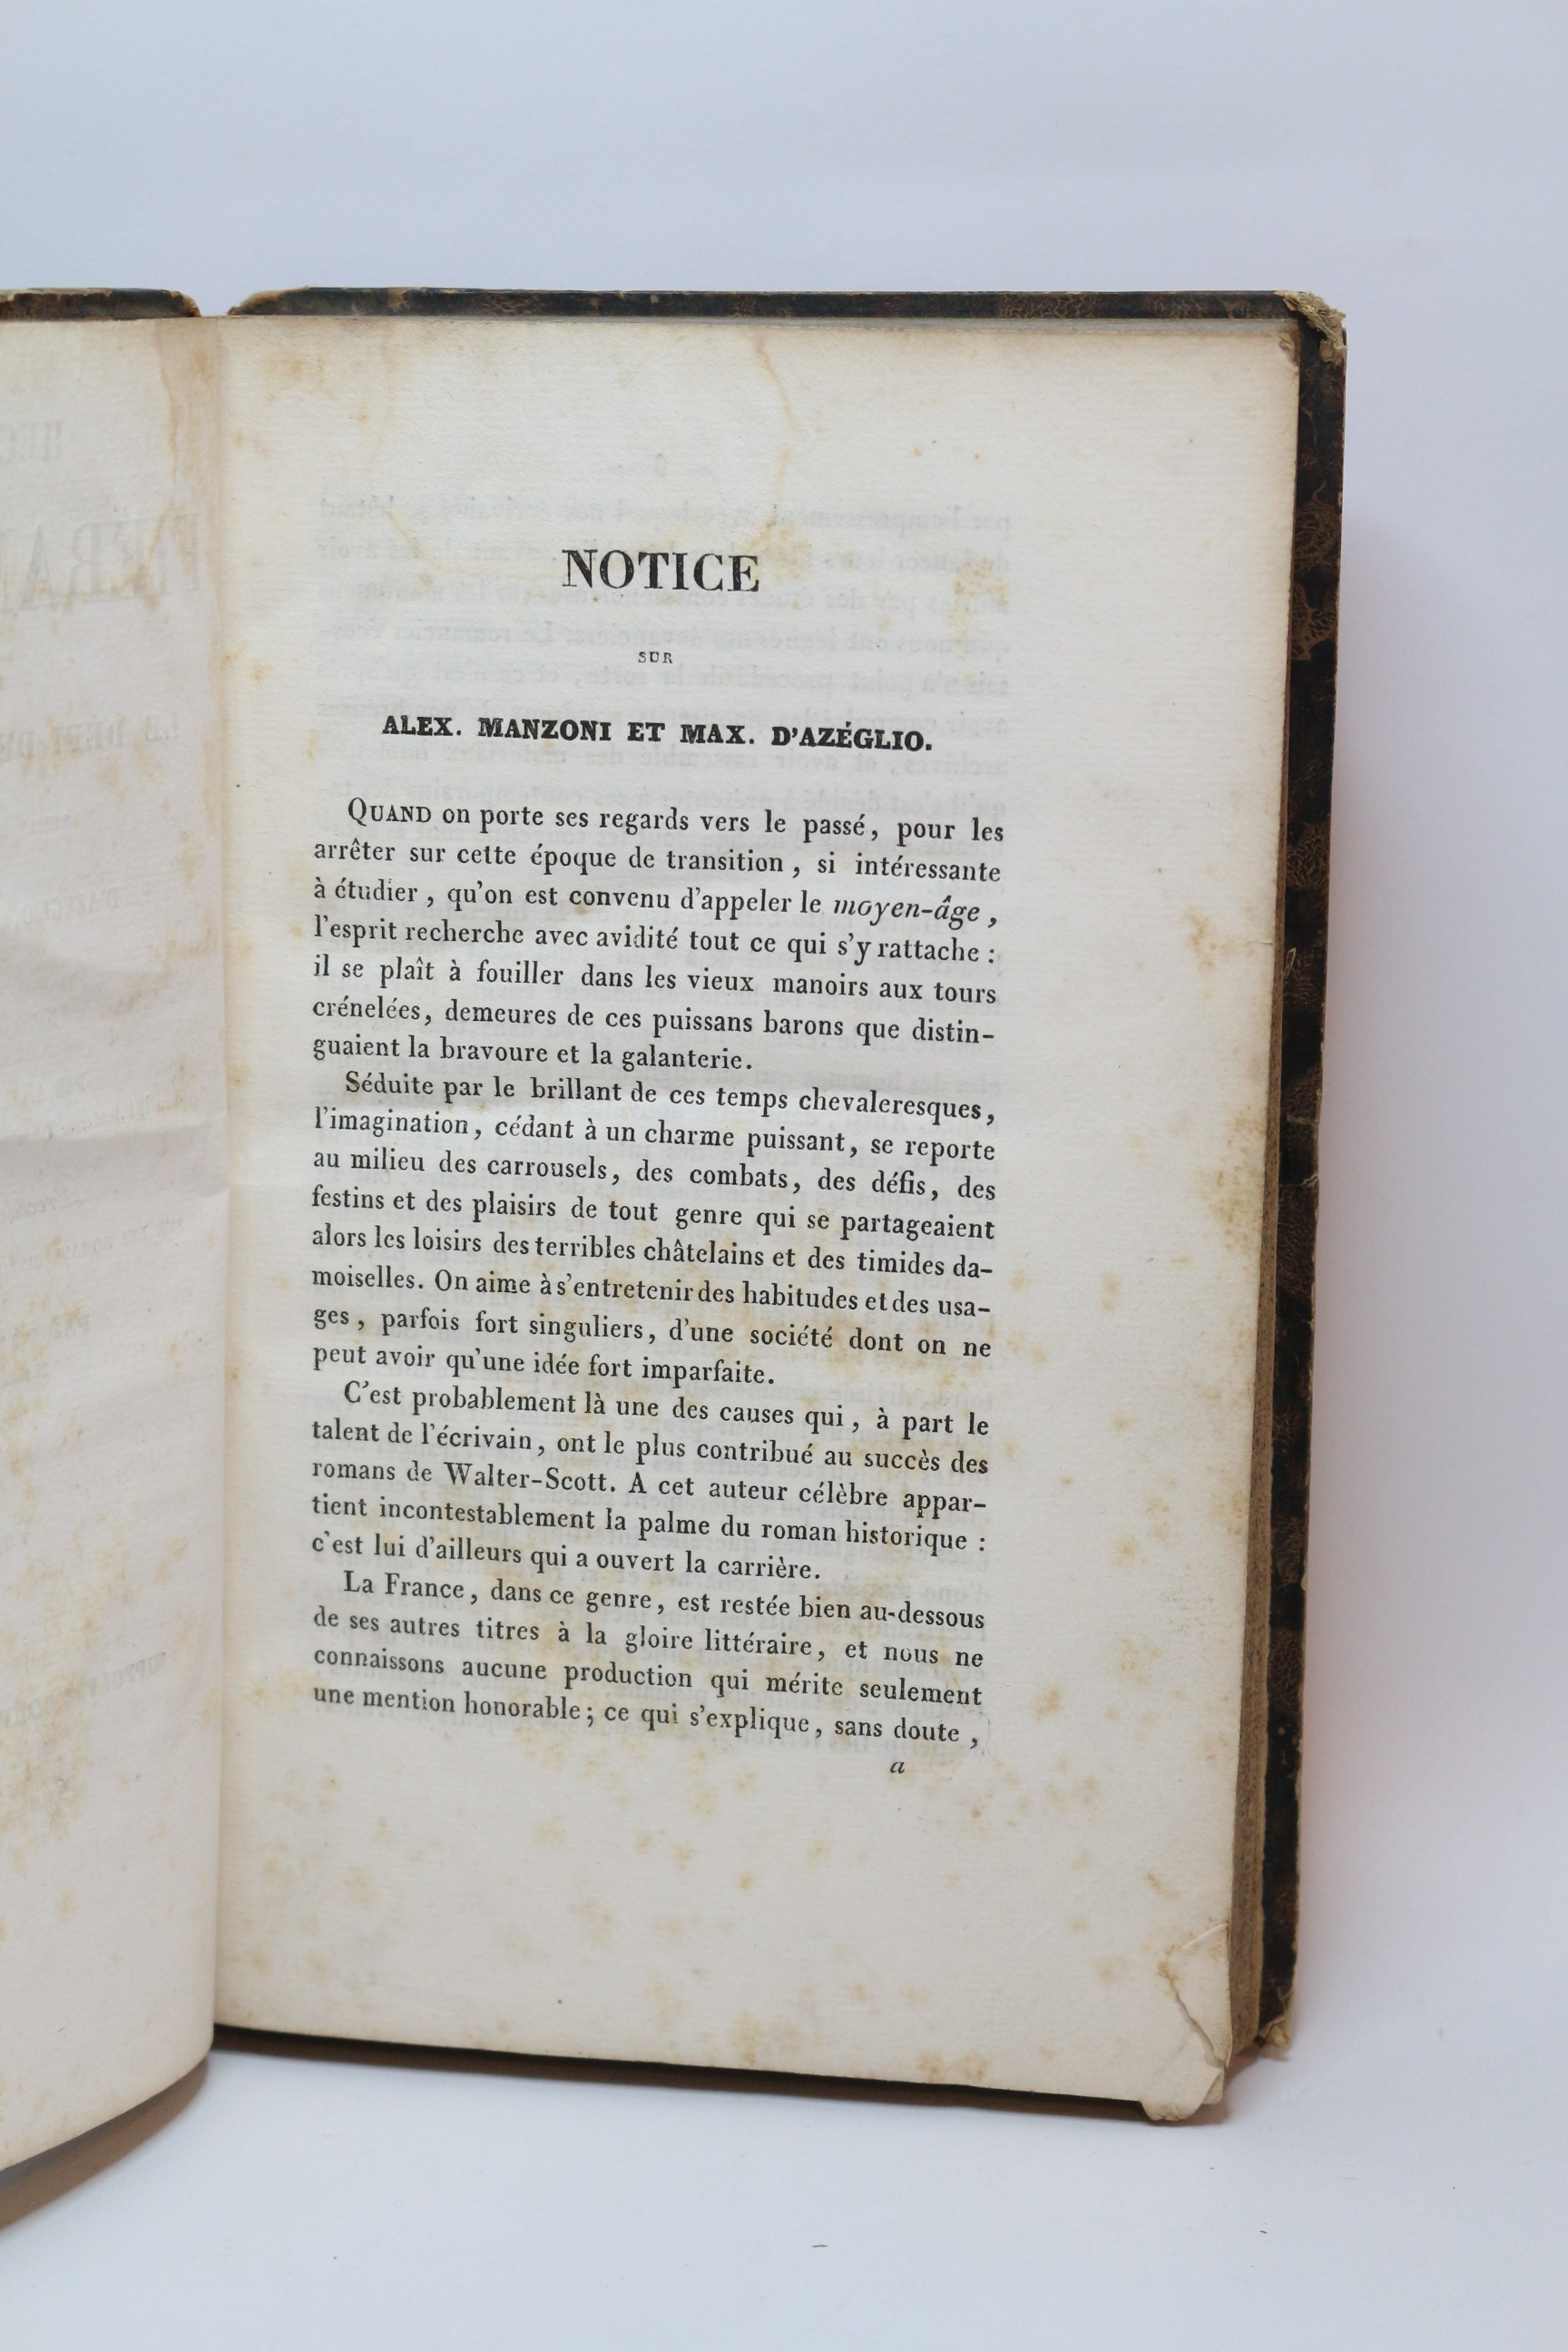 NOTICE
SUR
ALEX. MANZONI ET MAX. D'AZÉGLIO.
QUAND on porte ses regards vers le passé, pour les
arrêter sur cette époque de transition, si intéressante
à étudier, qu'on est convenu d'appeler le moyen-âge,
l'esprit recherche avec avidité tout ce qui s'y rattache :
il se plaît à fouiller dans les vieux manoirs aux tours
crénelées, demeures de ces puissans barons que distin-
guaient la bravoure et la galanterie.
Séduite par le brillant de ces temps chevaleresques,
l'imagination, cédant à un charme puissant, se reporte
au milieu des carrousels, des combats, des défis, des
festins et des plaisirs de tout genre qui se partageaient
alors les loisirs des terribles châtelains et des timides da-
moiselles. On aime à s'entretenir des habitudes et des usa-
ges, parfois fort singuliers, d'une société dont on ne
peut avoir qu'une idée fort imparfaite.
C'est probablement là une des causes qui, à part le
talent de l'écrivain, ont le plus contribué au succès des
romans de Walter-Scott. A cet auteur célèbre appar-
tient incontestablement la palme du roman historique :
c'est lui d'ailleurs qui a ouvert la carrière.
La France, dans ce genre, est restée bien au-dessous
de ses autres titres à la gloire littéraire, et nous ne
connaissons aucune production qui mérite seulement
une mention honorable; ce qui s'explique, sans doute,
a